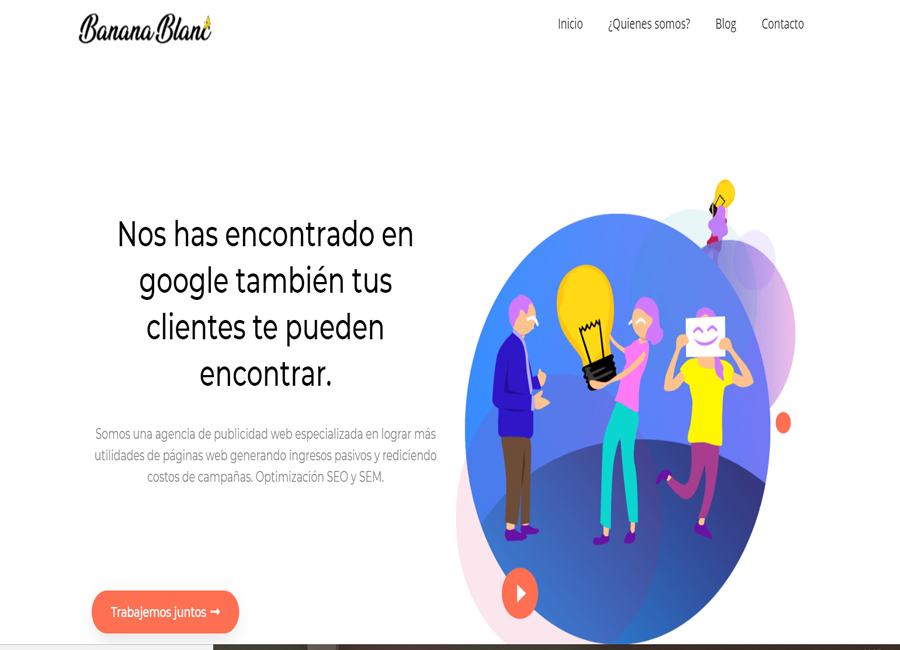 Banana Blanc
Inicio
¿Quienes somos?
Blog
Contacto
Nos has encontrado en
google también tus
clientes te pueden
encontrar.
Somos una agencia de publicidad web especializada en lograr más
utilidades de páginas web generando ingresos pasivos y rediciendo
costos de campañas. Optimización SEO y SEM.
Trabajemos juntos →